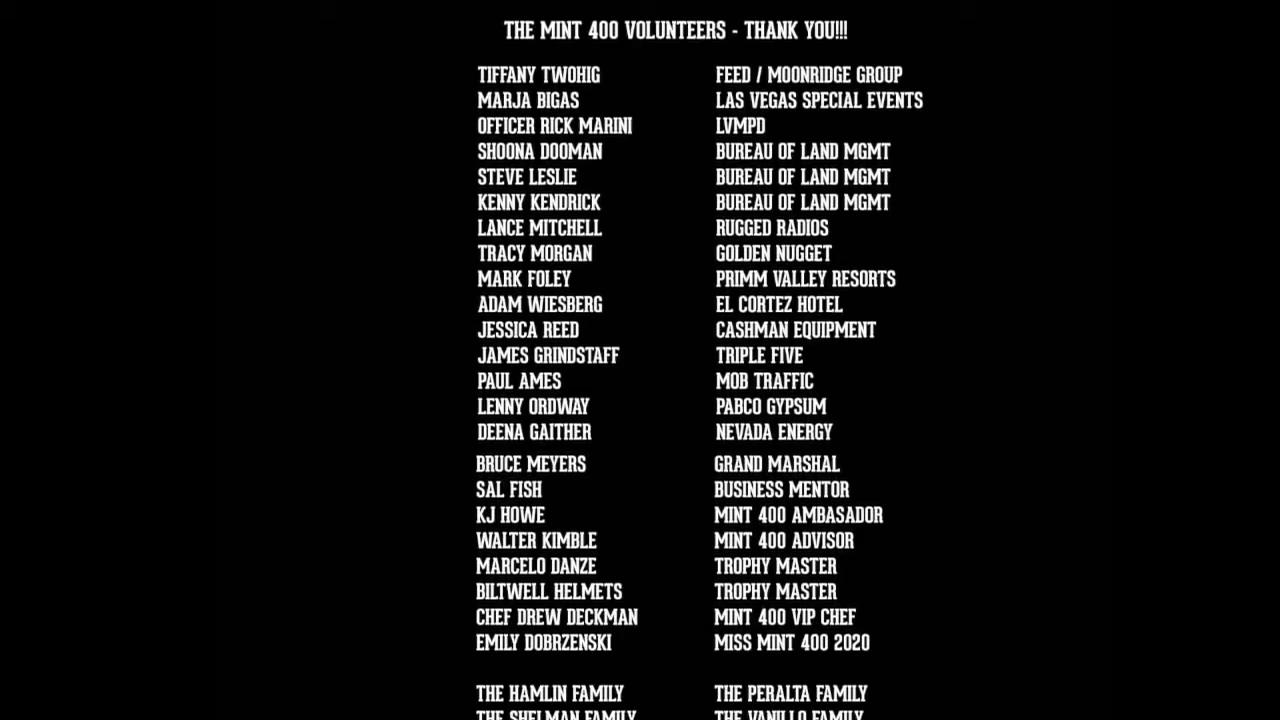 THE MINT 400 VOLUNTEERS - THANK YOU!!!
TIFFANY TWOHIG FEED / MOONRIDGE GROUP
MARJA BIGAS LAS VEGAS SPECIAL EVENTS
OFFICER RICK MARINI LVMPD
SHOONA DOOMAN BUREAU OF LAND MGMT
STEVE LESLIE BUREAU OF LAND MGMT
KENNY KENDRICK BUREAU OF LAND MGMT
LANCE MITCHELL RUGGED RADIOS
TRACY MORGAN GOLDEN NUGGET
MARK FOLEY PRIMM VALLEY RESORTS
ADAM WIESBERG EL CORTEZ HOTEL
JESSICA REED CASHMAN EQUIPMENT
JAMES GRINDSTAFF TRIPLE FIVE
PAUL AMES MOB TRAFFIC
LENNY ORDWAY PABCO GYPSUM
DEENA GAITHER NEVADA ENERGY
BRUCE MEYERS GRAND MARSHAL
SAL FISH BUSINESS MENTOR
KJ HOWE MINT 400 AMBASADOR
WALTER KIMBLE MINT 400 ADVISOR
MARCELO DANZE TROPHY MASTER
BILTWELL HELMETS TROPHY MASTER
CHEF DREW DECKMAN MINT 400 VIP CHEF
EMILY DOBRZENSKI MISS MINT 400 2020
THE HAMLIN FAMILY THE PERALTA FAMILY
THE SHELMAN FAMILY THE VANILLO FAMILY